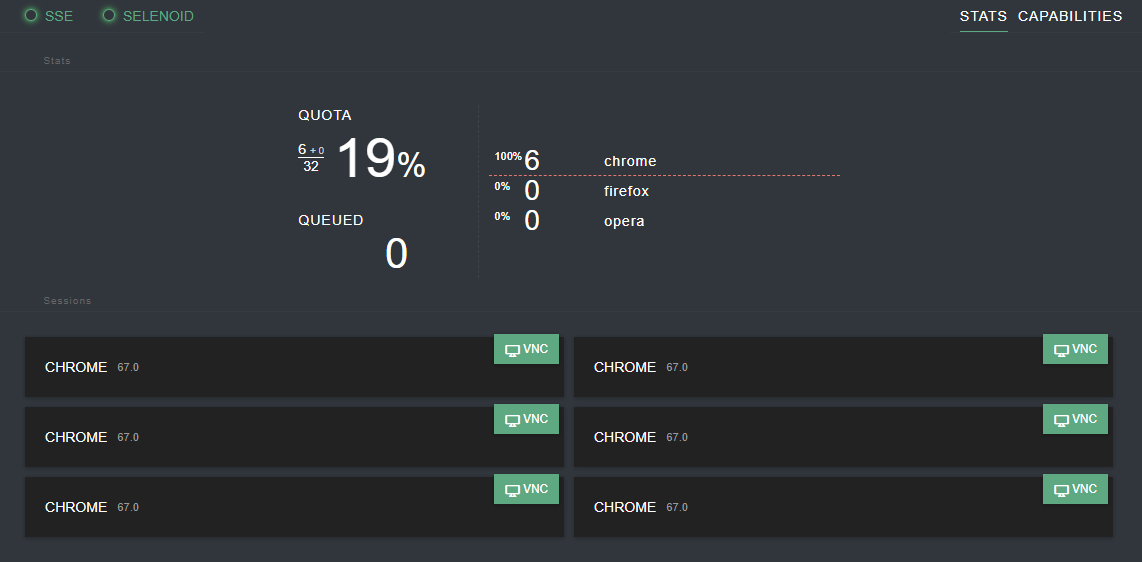 SSE SELENOID STATS CAPABILITIES
Stats
QUOTA
6 + 0
32
19%
QUEUED
0
100% 6 chrome
0% 0 firefox
0% 0 opera
Sessions
CHROME 67.0 VNC
CHROME 67.0 VNC
CHROME 67.0 VNC
CHROME 67.0 VNC
CHROME 67.0 VNC
CHROME 67.0 VNC